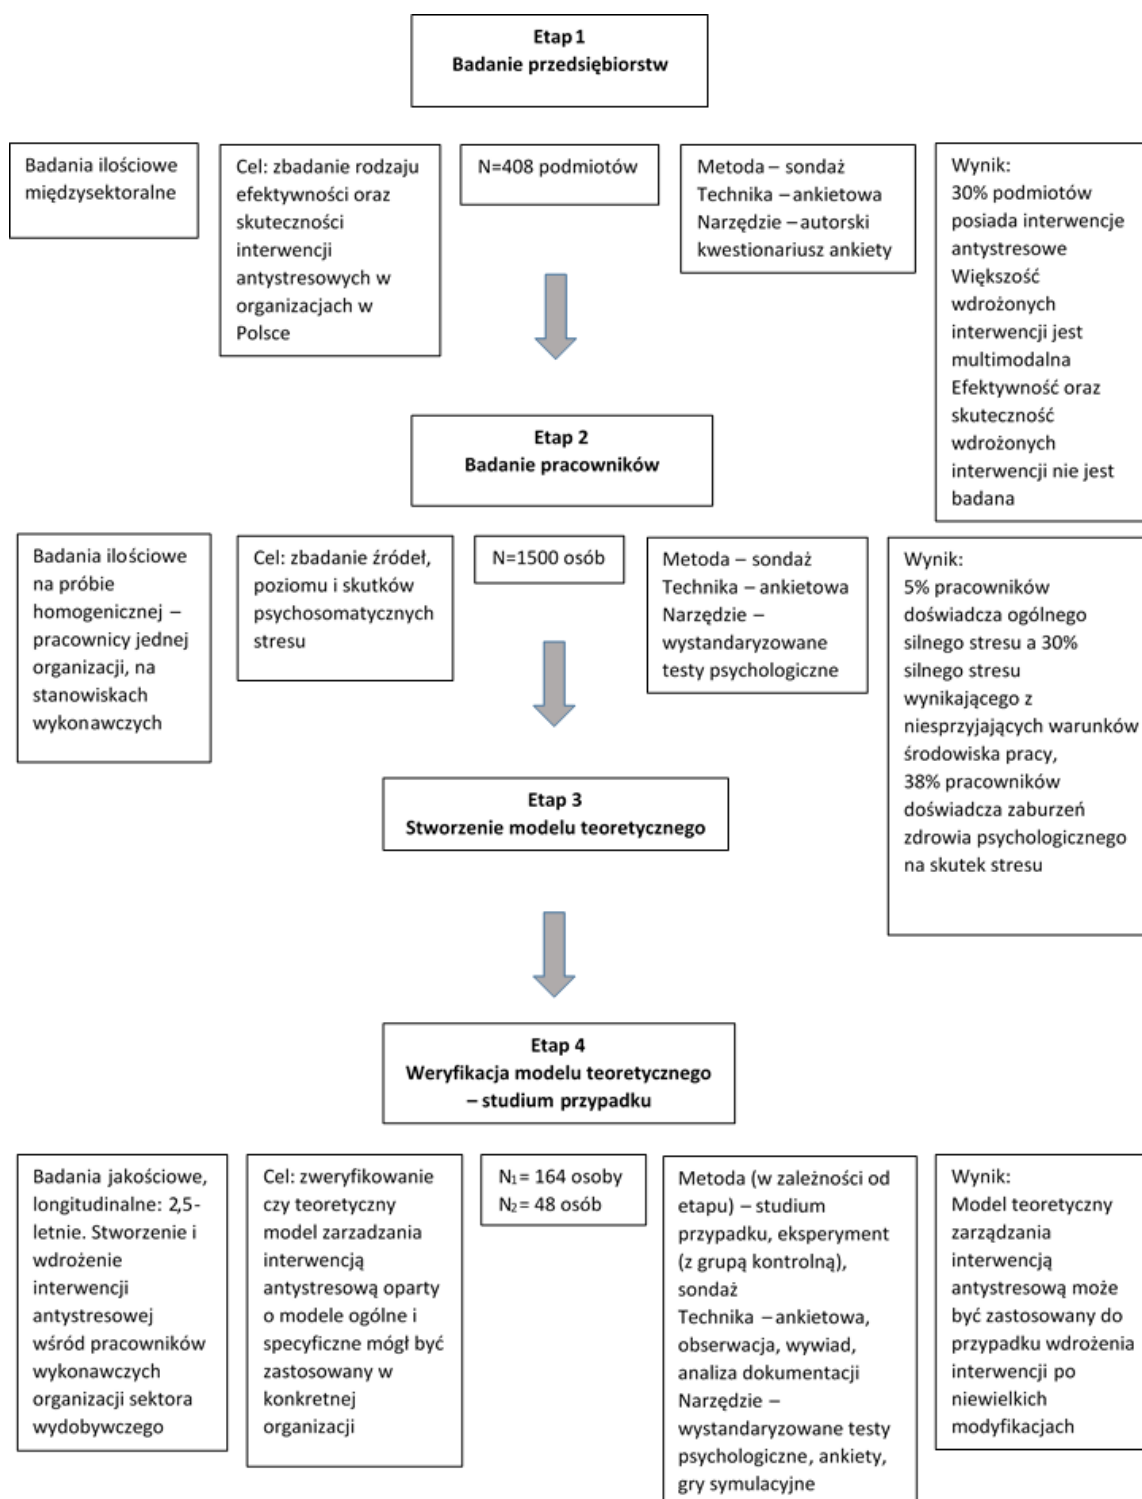 Etap 1
Badanie przedsiębiorstw
Badania ilościowe
międzysektoralne
Cel: zbadanie rodzaju
efektywności oraz
skuteczności
interwencji
antystresowych w
organizacjach w
Polsce
N=408 podmiotów
Metoda – sondaż
Technika – ankietowa
Narzędzie – autorski
kwestionariusz ankiety
Wynik:
30% podmiotów
posiada interwencje
antystresowe
Większość
wdrożonych
interwencji jest
multimodalna
Efektywność oraz
skuteczność
wdrożonych
interwencji nie jest
badana
Etap 2
Badanie pracowników
Badania ilościowe
na próbie
homogenicznej –
pracownicy jednej
organizacji, na
stanowiskach
wykonawczych
Cel: zbadanie źródeł,
poziomu i skutków
psychosomatycznych
stresu
N=1500 osób
Metoda – sondaż
Technika – ankietowa
Narzędzie –
wystandaryzowane
testy psychologiczne
Wynik:
5% pracowników
doświadcza ogólnego
silnego stresu a 30%
silnego stresu
wynikającego z
niesprzyjających warunków
środowiska pracy,
38% pracowników
doświadcza zaburzeń
zdrowia psychologicznego
na skutek stresu
Etap 3
Stworzenie modelu teoretycznego
Etap 4
Weryfikacja modelu teoretycznego
– studium przypadku
Badania jakościowe,
longitudinalne: 2,5-
letnie. Stworzenie i
wdrożenie
interwencji
antystresowej
wśród pracowników
wykonawczych
organizacji sektora
wydobywczego
Cel: zweryfikowanie
czy teoretyczny
model zarzadzania
interwencją
antystresową oparty
o modele ogólne i
specyficzne mógł być
zastosowany w
konkretnej
organizacji
N1 = 164 osoby
N2 = 48 osób
Metoda (w zależności od
etapu) – studium
przypadku, eksperyment
(z grupą kontrolną),
sondaż
Technika – ankietowa,
obserwacja, wywiad,
analiza dokumentacji
Narzędzie –
wystandaryzowane testy
psychologiczne, ankiety,
gry symulacyjne
Wynik:
Model teoretyczny
zarządzania
interwencją
antystresową może
być zastosowany do
przypadku wdrożenia
interwencji po
niewielkich
modyfikacjach